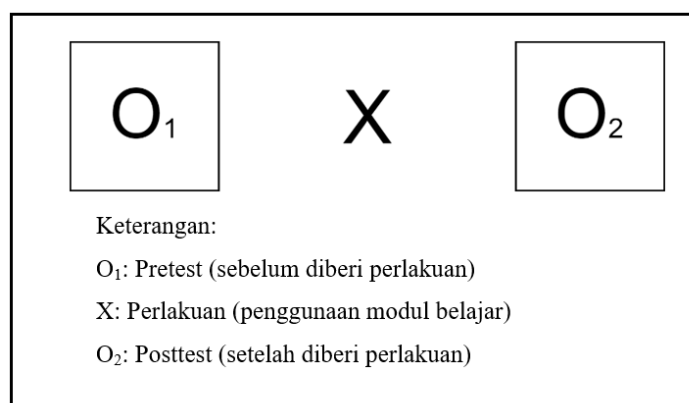 O₁ X O₂
Keterangan:
O₁: Pretest (sebelum diberi perlakuan)
X: Perlakuan (penggunaan modul belajar)
O₂: Posttest (setelah diberi perlakuan)